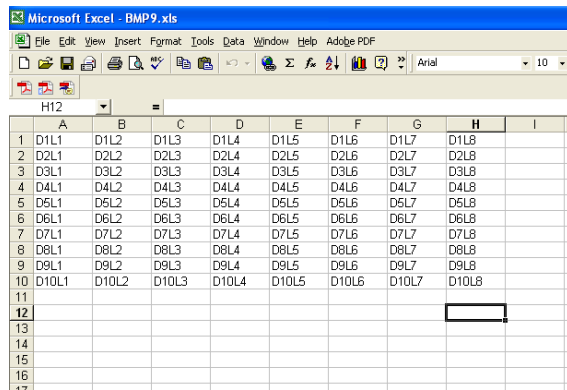 Microsoft Excel - BMP9.xls
File Edit View Insert Format Tools Data Window Help Adobe PDF
Arial 10
H12 =
A B C D E F G H I
1 D1L1 D1L2 D1L3 D1L4 D1L5 D1L6 D1L7 D1L8
2 D2L1 D2L2 D2L3 D2L4 D2L5 D2L6 D2L7 D2L8
3 D3L1 D3L2 D3L3 D3L4 D3L5 D3L6 D3L7 D3L8
4 D4L1 D4L2 D4L3 D4L4 D4L5 D4L6 D4L7 D4L8
5 D5L1 D5L2 D5L3 D5L4 D5L5 D5L6 D5L7 D5L8
6 D6L1 D6L2 D6L3 D6L4 D6L5 D6L6 D6L7 D6L8
7 D7L1 D7L2 D7L3 D7L4 D7L5 D7L6 D7L7 D7L8
8 D8L1 D8L2 D8L3 D8L4 D8L5 D8L6 D8L7 D8L8
9 D9L1 D9L2 D9L3 D9L4 D9L5 D9L6 D9L7 D9L8
10 D10L1 D10L2 D10L3 D10L4 D10L5 D10L6 D10L7 D10L8
11
12
13
14
15
16
17